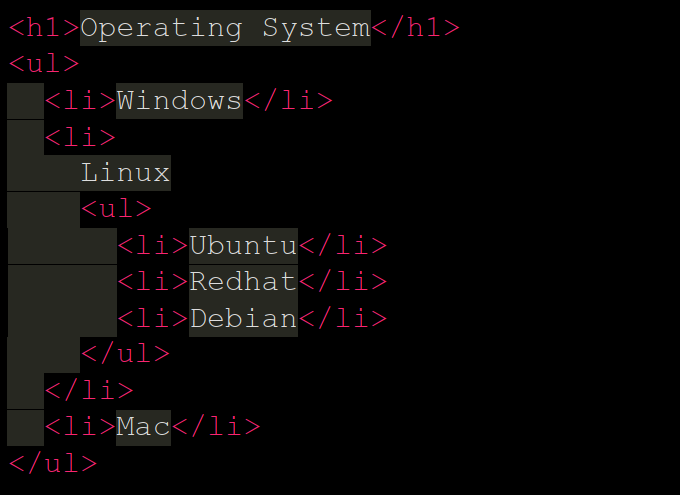 <h1>Operating System</h1>
<ul>
  <li>Windows</li>
  <li>
    Linux
    <ul>
      <li>Ubuntu</li>
      <li>Redhat</li>
      <li>Debian</li>
    </ul>
  </li>
  <li>Mac</li>
</ul>